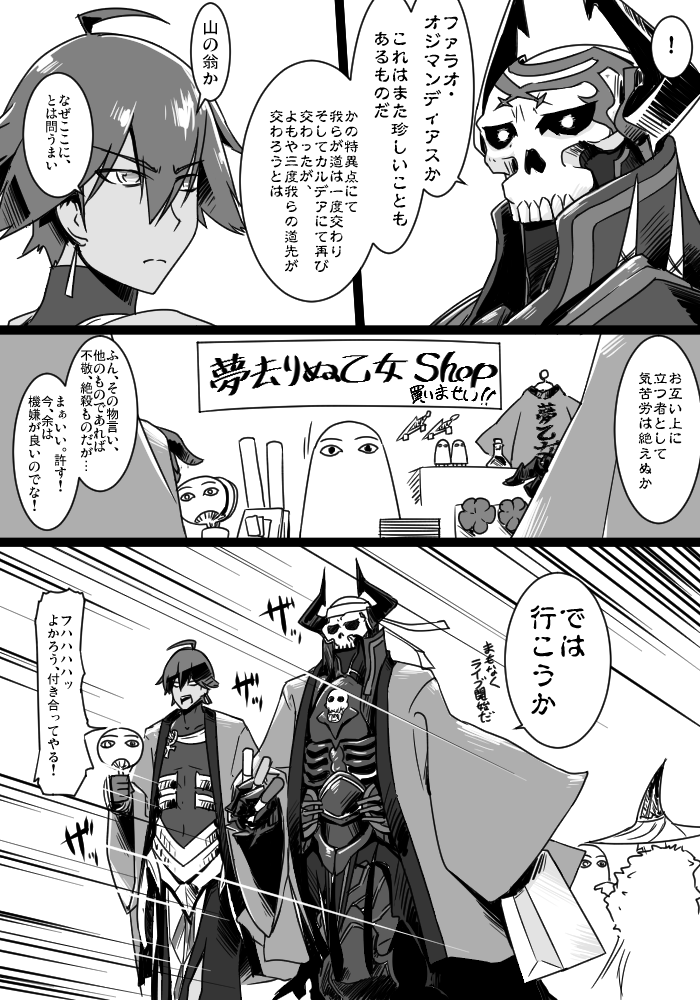 ！
ファラオ・
オジマンディアスか
これはまた珍しいことも
あるものだ
かの特異点にて
我らが道は一度交わり
そしてカルデアにて再び
交わったが、
よもや三度我らの道先が
交わろうとは
山の翁か
なぜここに、
とは問うまい
お互い上に
立つ者として
気苦労は絶えぬか
夢去りぬ乙女 Shop
買いませい!!
夢乙女
ふん、その物言い、
他のものであれば
不敬、絶殺ものだが…
まぁいい。許す！
今、余は
機嫌が良いのでな！
では
行こうか
まもなく
ライブ開始だ
ザッ
ザッ
フハハハハッ
よかろう、付き合ってやる！
ザッ
ザッ